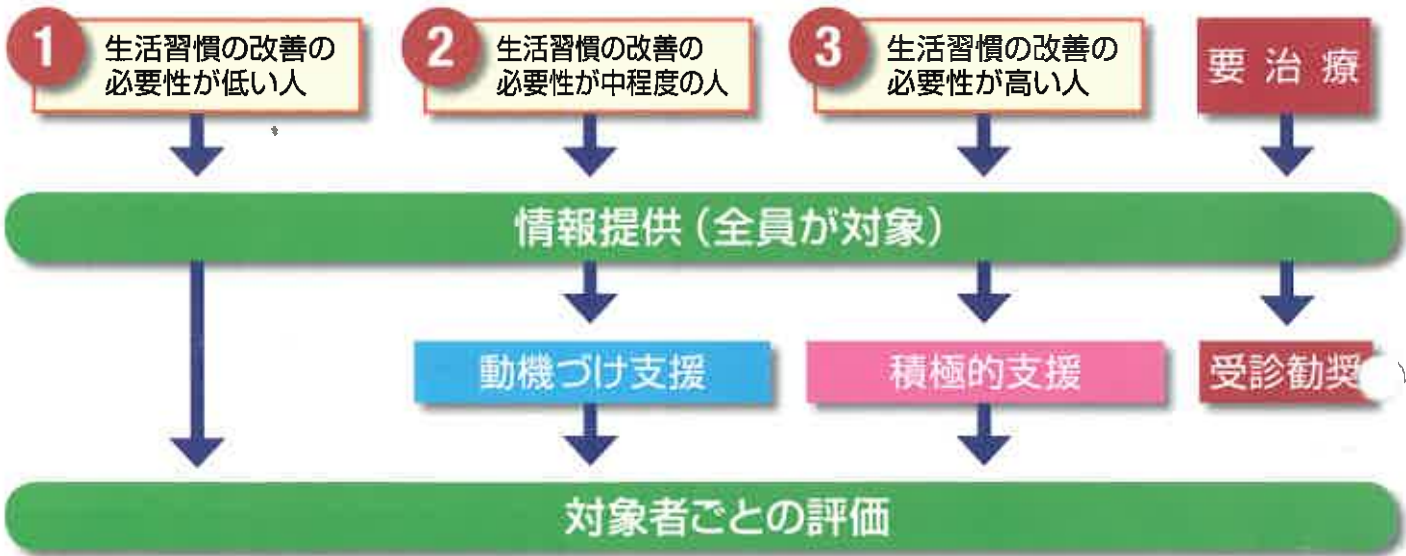 1 生活習慣の改善の
必要性が低い人
2 生活習慣の改善の
必要性が中程度の人
3 生活習慣の改善の
必要性が高い人
要治療
情報提供（全員が対象）
動機づけ支援
積極的支援
受診勧奨
対象者ごとの評価